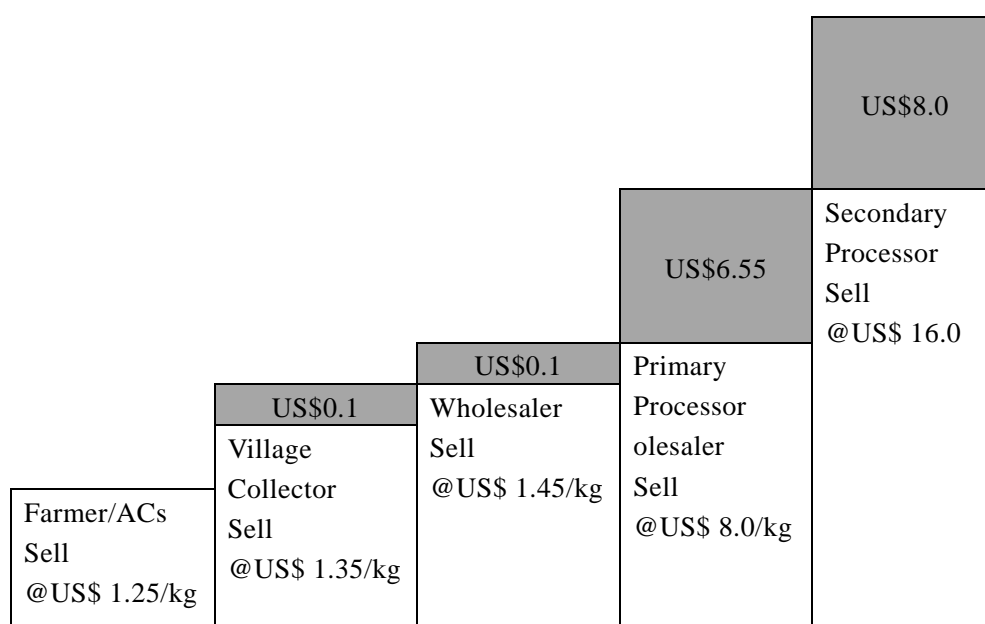 Farmer/ACs
Sell
@US$ 1.25/kg
US$0.1
Village
Collector
Sell
@US$ 1.35/kg
US$0.1
Wholesaler
Sell
@US$ 1.45/kg
US$6.55
Primary
Processor
olesaler
Sell
@US$ 8.0/kg
US$8.0
Secondary
Processor
Sell
@US$ 16.0